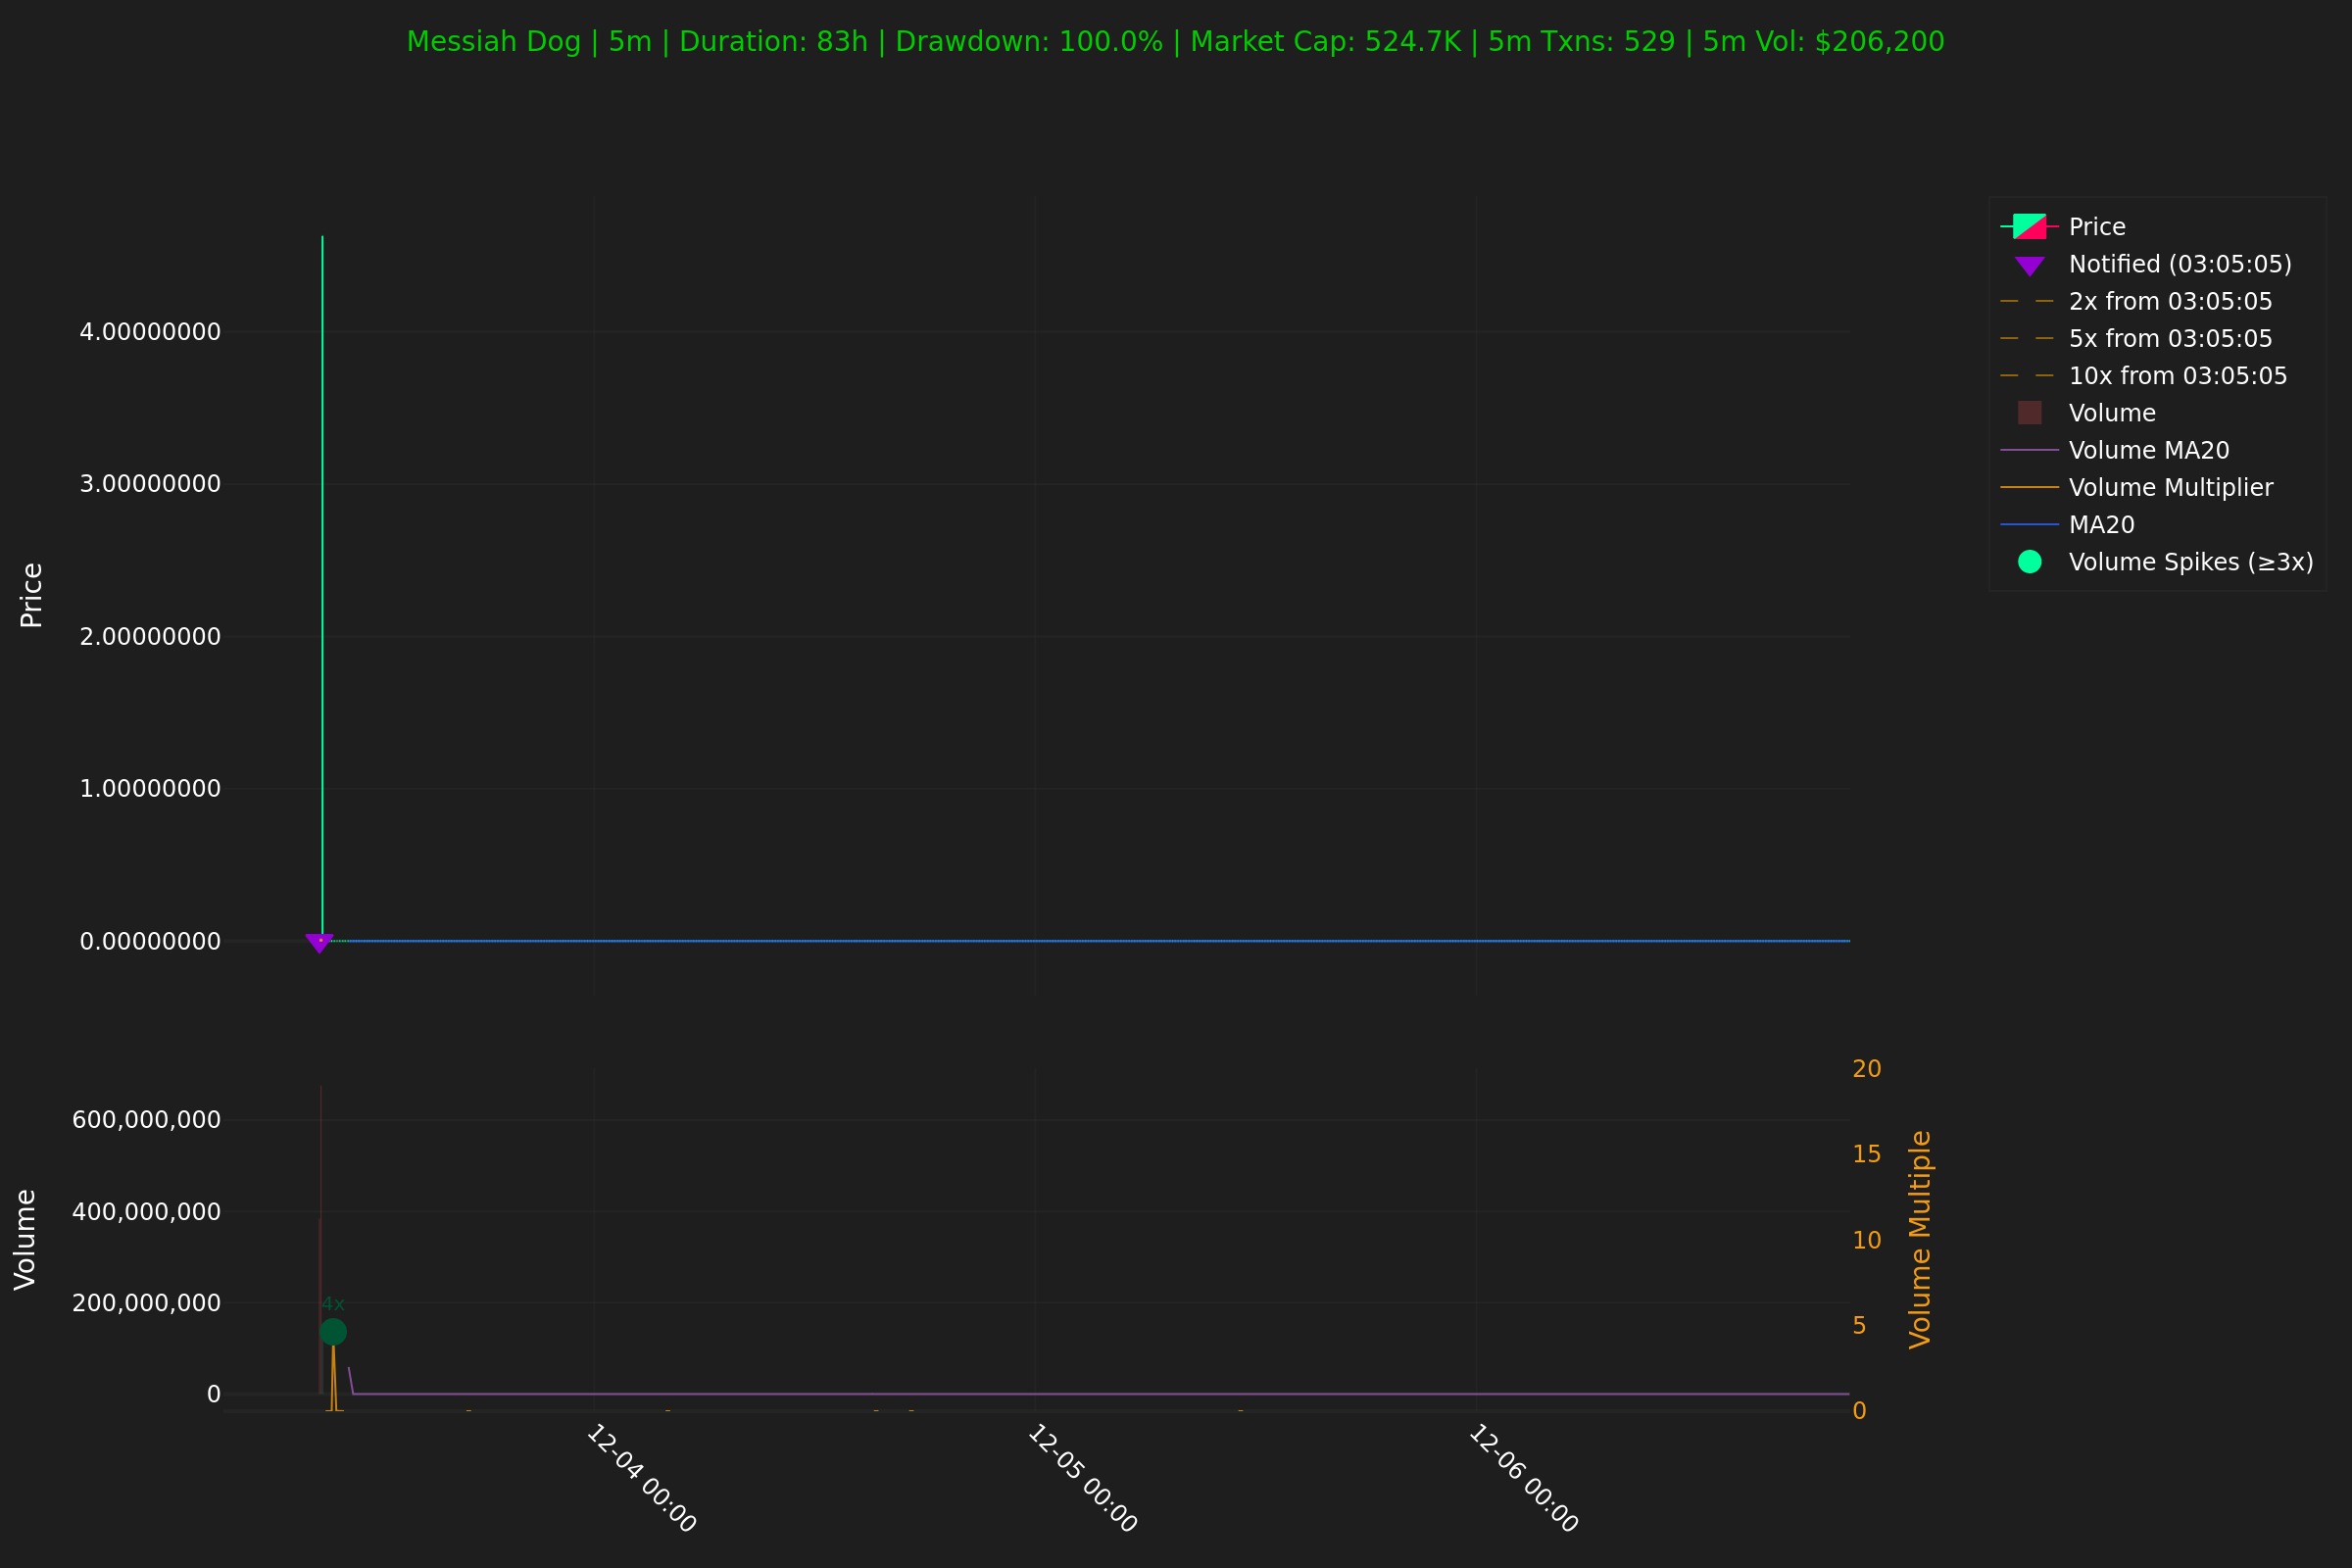 Messiah Dog | 5m | Duration: 83h | Drawdown: 100.0% | Market Cap: 524.7K | 5m Txns: 529 | 5m Vol: $206,200
Price
4.00000000
3.00000000
2.00000000
1.00000000
0.00000000
Price
Notified (03:05:05)
2x from 03:05:05
5x from 03:05:05
10x from 03:05:05
Volume
Volume MA20
Volume Multiplier
MA20
Volume Spikes (≥3x)
Volume
600,000,000
400,000,000
200,000,000
0
4x
20
15
10
5
0
Volume Multiple
12-04 00:00
12-05 00:00
12-06 00:00